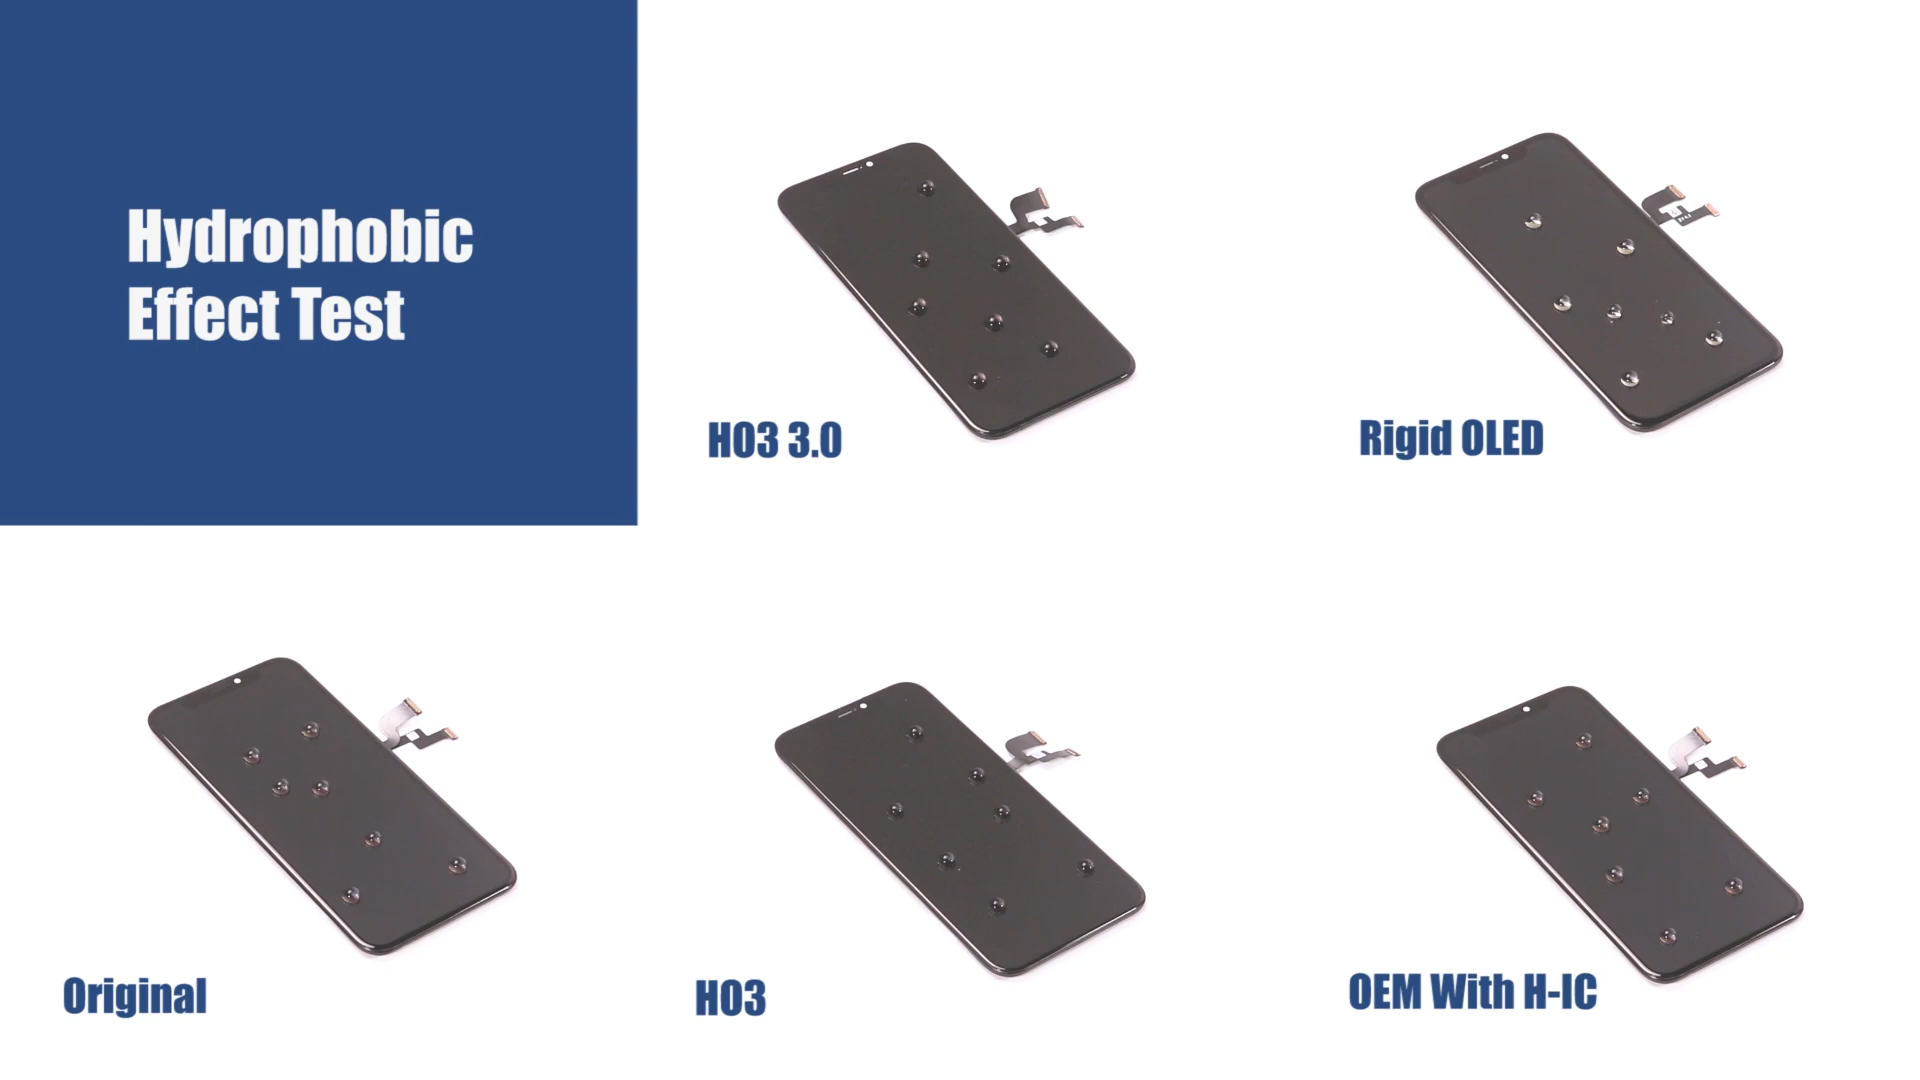 Hydrophobic
Effect Test
HO3 3.0
Rigid OLED
Original
HO3
OEM With H-IC